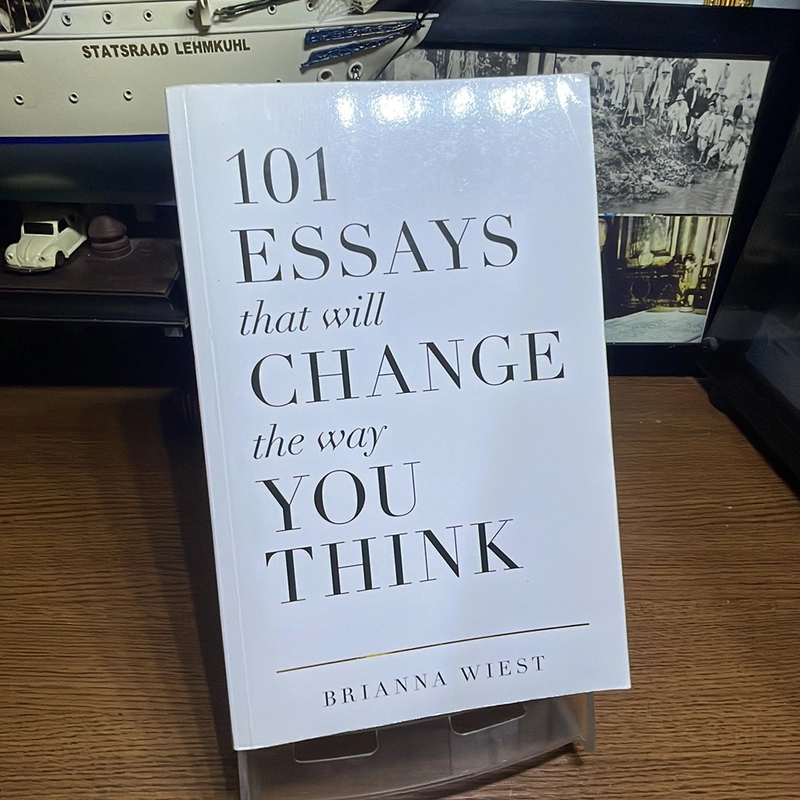 STATSRAAD LEHMKUHL
101
ESSAYS
that will
CHANGE
the way
YOU
THINK
BRIANNA WIEST